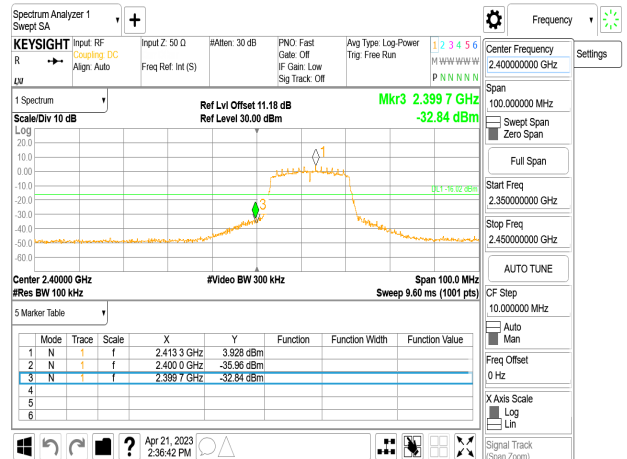 Spectrum Analyzer 1
Swept SA
Frequency
KEYSIGHT
Input: RF
Coupling: DC
Align: Auto
Input Z: 50 Ω
Freq Ref: Int (S)
#Atten: 30 dB
PNO: Fast
Gate: Off
IF Gain: Low
Sig Track: Off
Avg Type: Log-Power
Trig: Free Run
1 2 3 4 5 6
M W W W W W
P N N N N N
R
LXI
1 Spectrum
Scale/Div 10 dB
Ref Lvl Offset 11.18 dB
Ref Level 30.00 dBm
Mkr3 2.399 7 GHz
-32.84 dBm
Log
20.0
10.0
0.00
-10.0
-20.0
-30.0
-40.0
-50.0
-60.0
1
3
DL1 -16.02 dBm
Center 2.40000 GHz
#Video BW 300 kHz
Span 100.0 MHz
#Res BW 100 kHz
Sweep 9.60 ms (1001 pts)
5 Marker Table
Mode Trace Scale X Y Function Function Width Function Value
1 N 1 f 2.413 3 GHz 3.928 dBm
2 N 1 f 2.400 0 GHz -35.96 dBm
3 N 1 f 2.399 7 GHz -32.84 dBm
4
5
6
?
Apr 21, 2023
2:36:42 PM
Center Frequency
2.400000000 GHz
Settings
Span
100.000000 MHz
Swept Span
Zero Span
Full Span
Start Freq
2.350000000 GHz
Stop Freq
2.450000000 GHz
AUTO TUNE
CF Step
10.000000 MHz
Auto
Man
Freq Offset
0 Hz
X Axis Scale
Log
Lin
Signal Track
(Span Zoom)